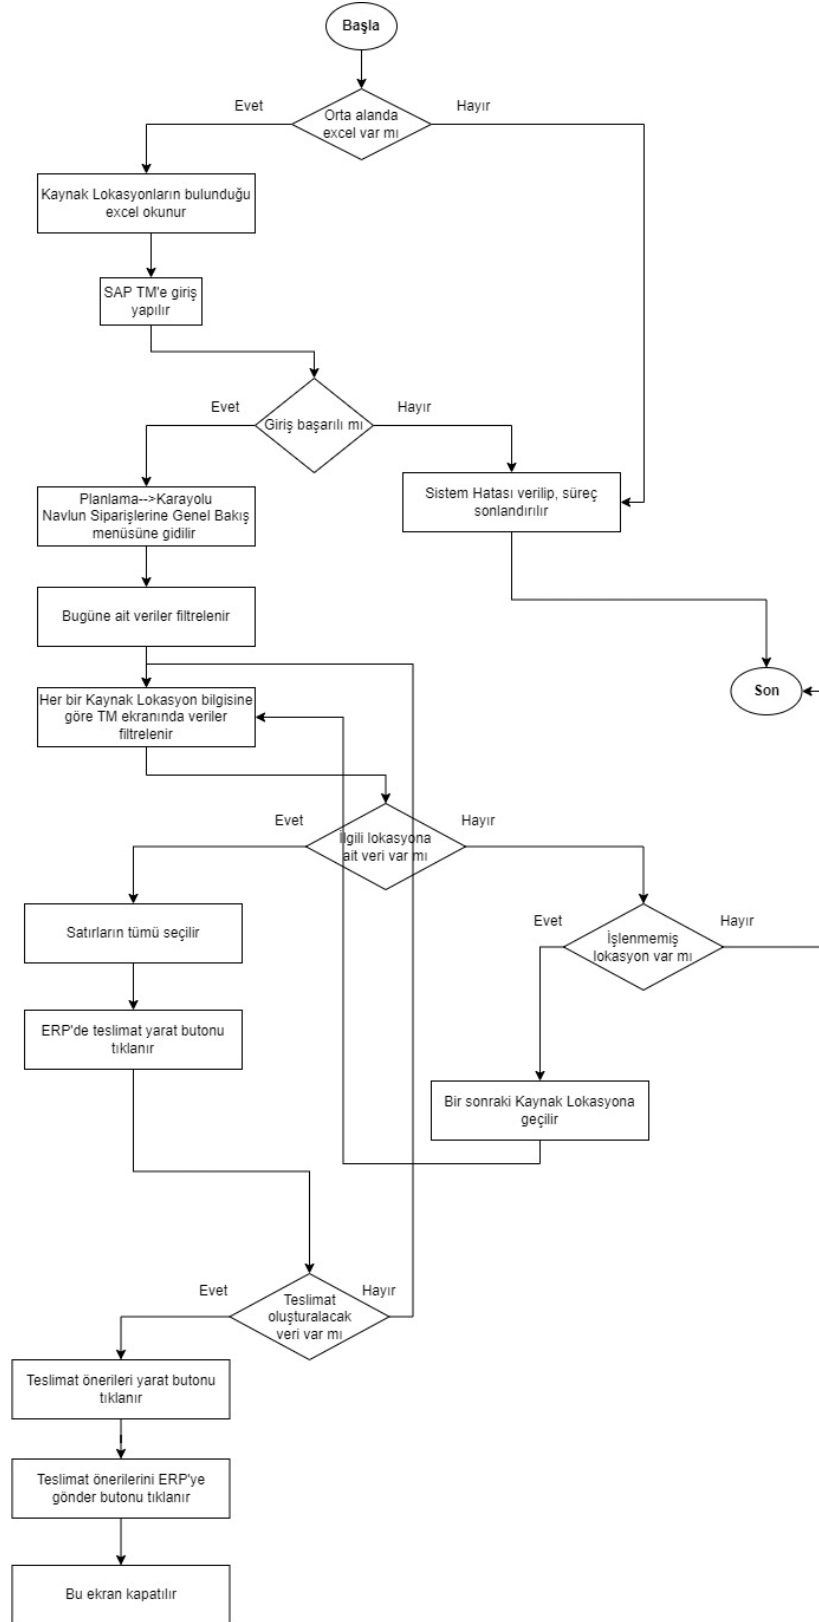 Başla
Evet
Hayır
Orta alanda
excel var mı
Kaynak Lokasyonların bulunduğu
excel okunur
SAP TM'e giriş
yapılır
Evet
Hayır
Giriş başarılı mı
Planlama-->Karayolu
Navlun Siparişlerine Genel Bakış
menüsüne gidilir
Sistem Hatası verilip, süreç
sonlandırılır
Bugüne ait veriler filtrelenir
Her bir Kaynak Lokasyon bilgisine
göre TM ekranında veriler
filtrelenir
Son
Evet
Hayır
İlgili lokasyona
ait veri var mı
Satırların tümü seçilir
Evet
Hayır
İşlenmemiş
lokasyon var mı
ERP'de teslimat yarat butonu
tıklanır
Bir sonraki Kaynak Lokasyona
geçilir
Evet
Hayır
Teslimat
oluşturalacak
veri var mı
Teslimat önerileri yarat butonu
tıklanır
Teslimat önerilerini ERP'ye
gönder butonu tıklanır
Bu ekran kapatılır